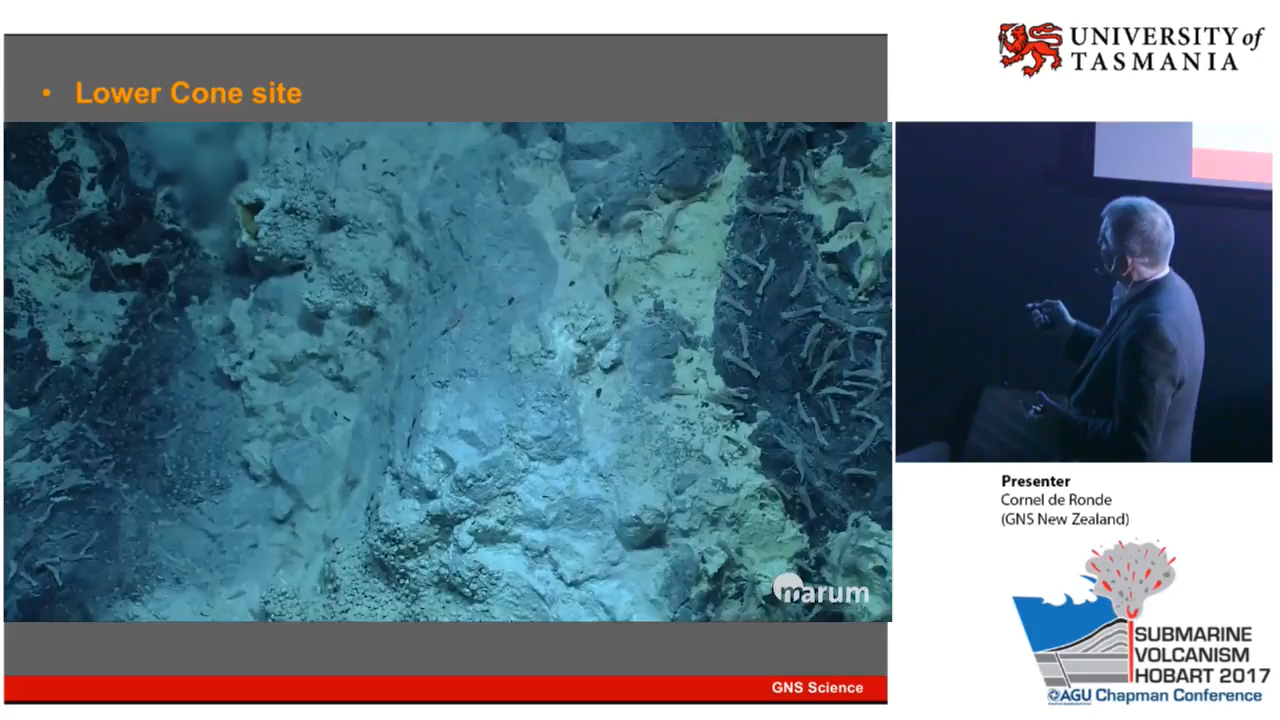 • Lower Cone site
marum
GNS Science
UNIVERSITY of
TASMANIA
Presenter
Cornel de Ronde
(GNS New Zealand)
SUBMARINE
VOLCANISM
HOBART 2017
AGU Chapman Conference